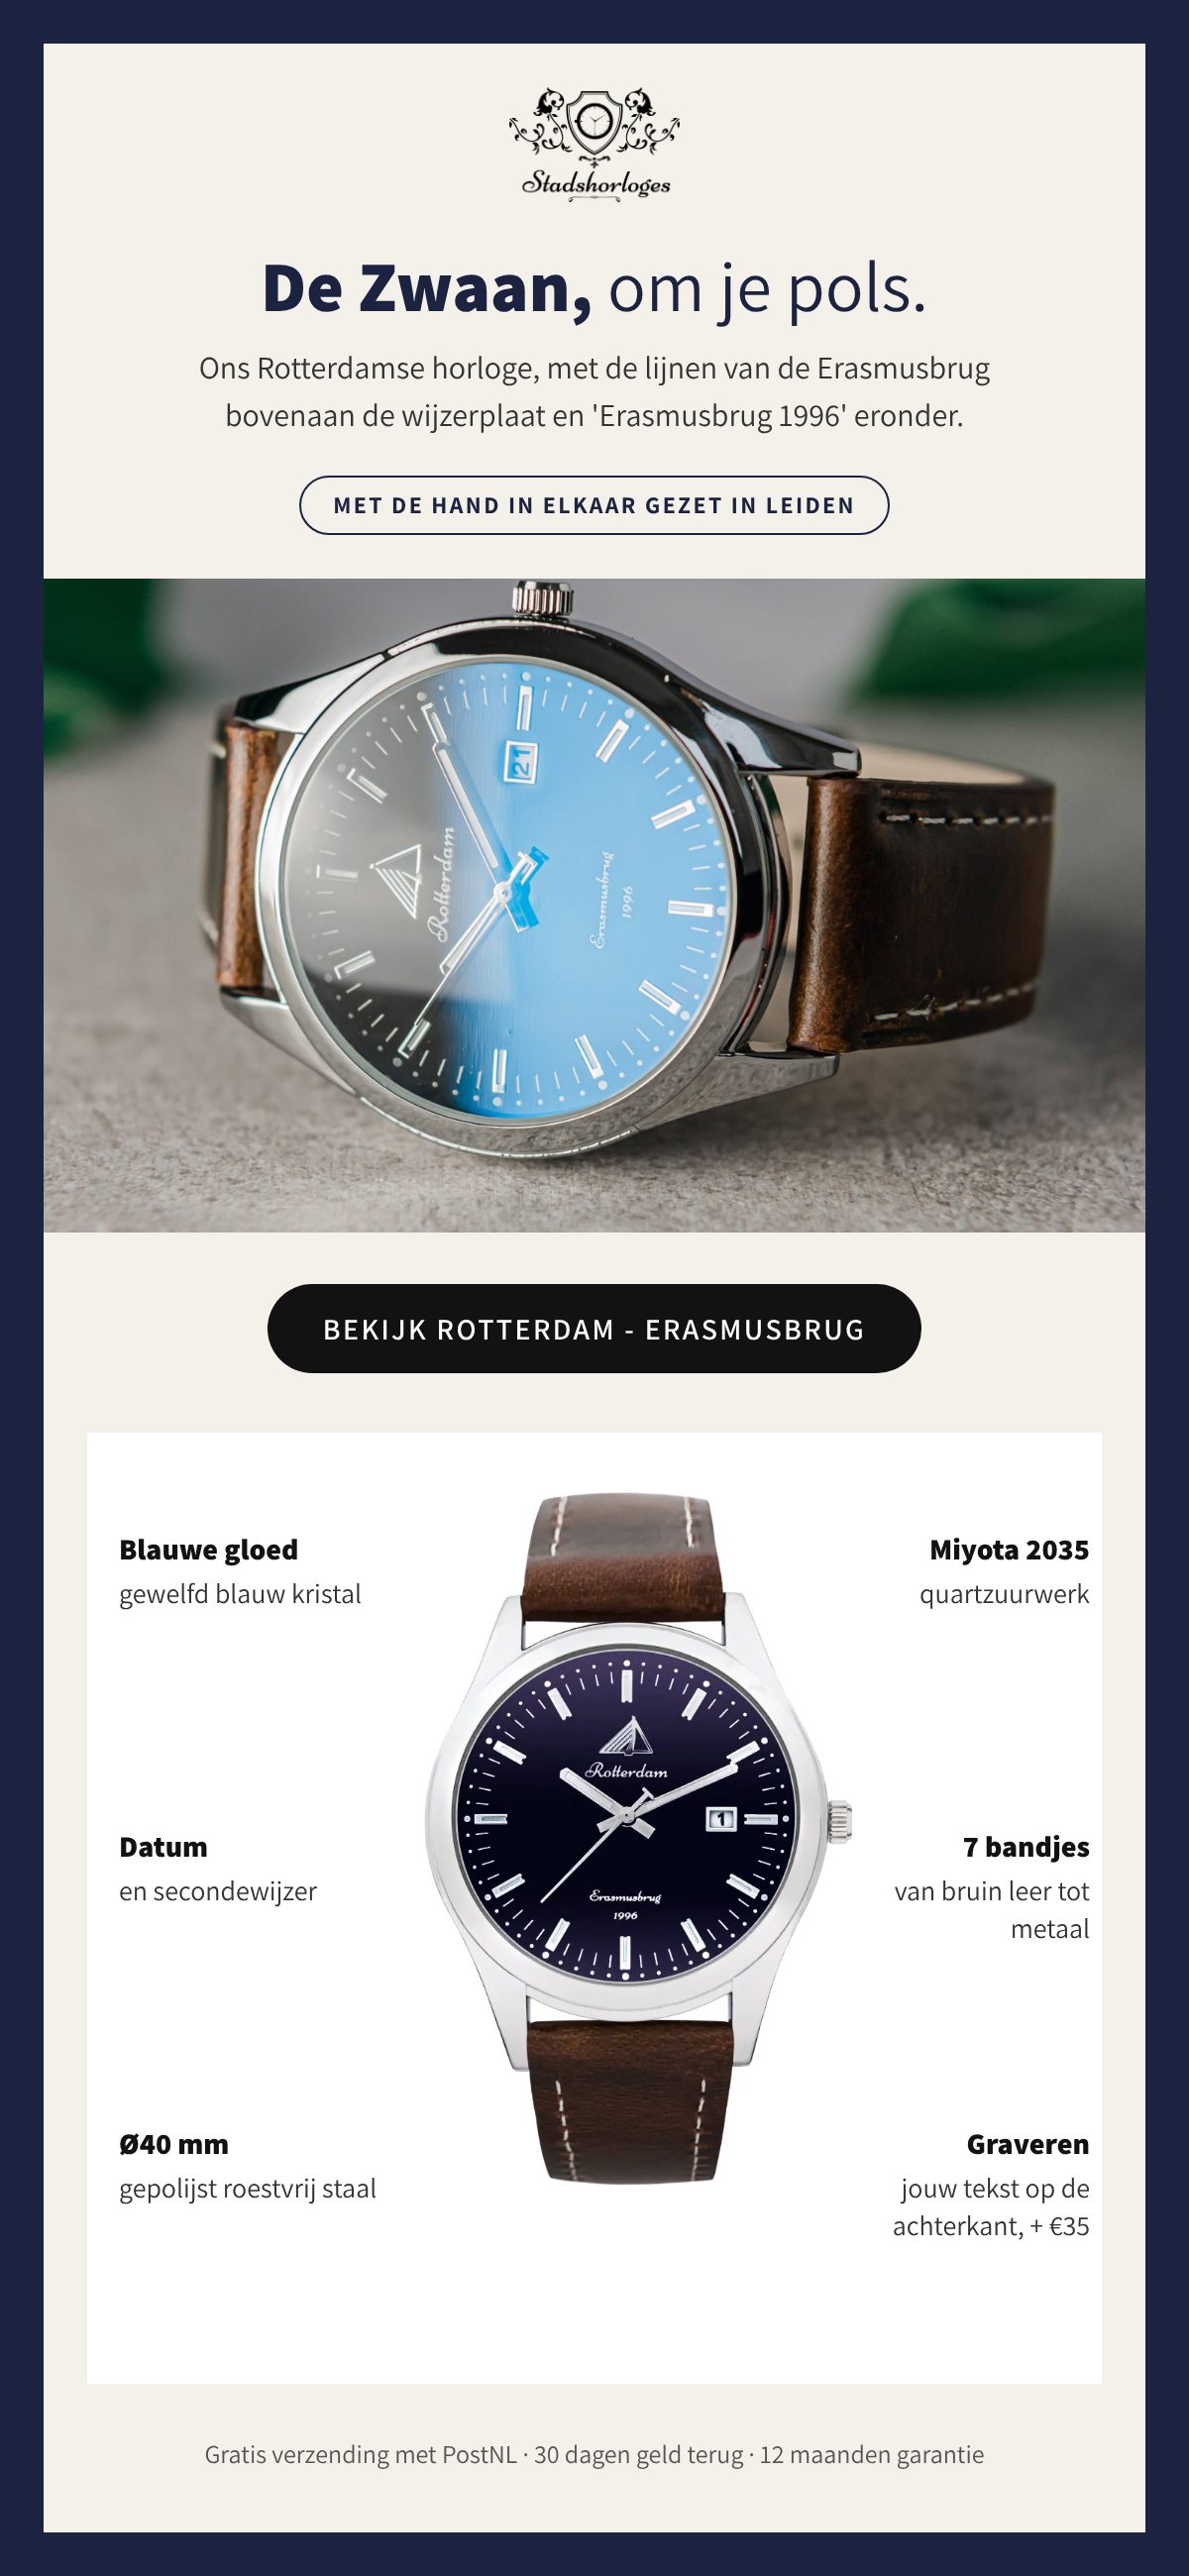 Stadshorloges
De Zwaan, om je pols.
Ons Rotterdamse horloge, met de lijnen van de Erasmusbrug
bovenaan de wijzerplaat en 'Erasmusbrug 1996' eronder.
MET DE HAND IN ELKAAR GEZET IN LEIDEN
21
Rotterdam
Erasmusbrug
1996
BEKIJK ROTTERDAM - ERASMUSBRUG
Blauwe gloed
gewelfd blauw kristal
Miyota 2035
quartzuurwerk
Rotterdam
1
Erasmusbrug
1996
Datum
en secondewijzer
7 bandjes
van bruin leer tot
metaal
Ø40 mm
gepolijst roestvrij staal
Graveren
jouw tekst op de
achterkant, + €35
Gratis verzending met PostNL · 30 dagen geld terug · 12 maanden garantie